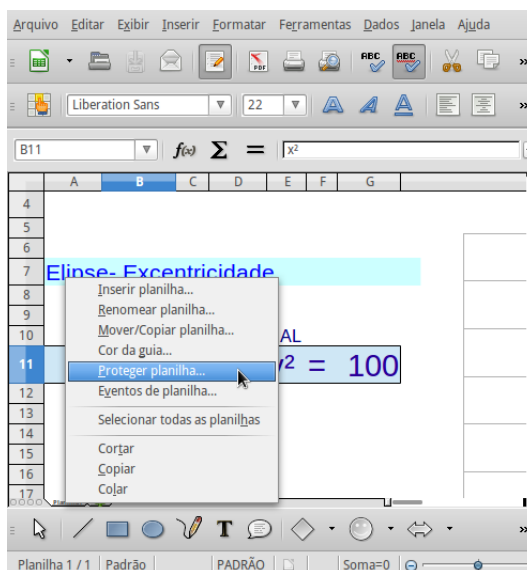 Arquivo Editar Exibir Inserir Formatar Ferramentas Dados Janela Ajuda
PDF ABC ABC
Liberation Sans 22
B11 f(x) Σ = x²
A B C D E F G
4
5
6
7 Elipse- Excentricidade
8
9
10 AL
11 y² = 100
12
13
14
15
16
17
Inserir planilha...
Renomear planilha...
Mover/Copiar planilha...
Cor da guia...
Proteger planilha...
Eventos de planilha...
Selecionar todas as planilhas
Cortar
Copiar
Colar
T
Planilha 1 / 1 Padrão PADRÃO Soma=0